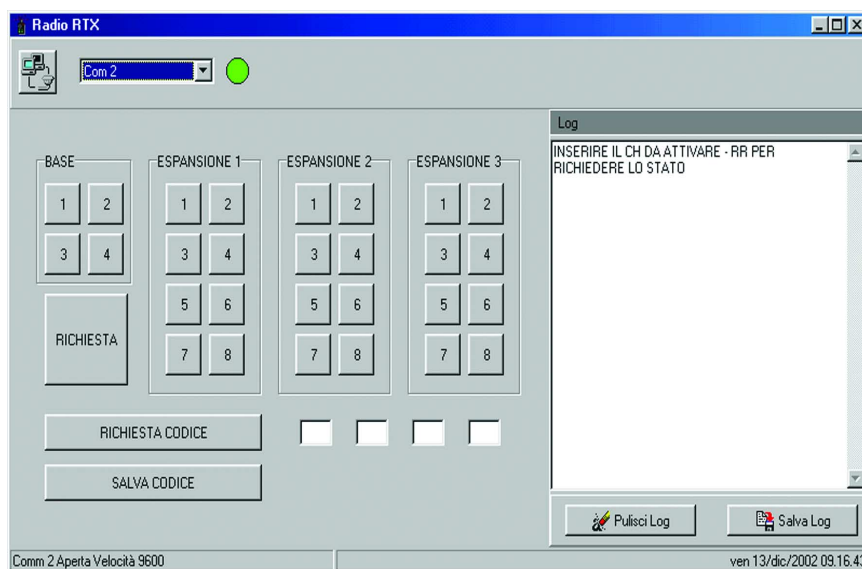 Radio RTX
Com 2
Log
INSERIRE IL CH DA ATTIVARE - RR PER
RICHIEDERE LO STATO
BASE
1 2
3 4
RICHIESTA
ESPANSIONE 1
1 2
3 4
5 6
7 8
ESPANSIONE 2
1 2
3 4
5 6
7 8
ESPANSIONE 3
1 2
3 4
5 6
7 8
RICHIESTA CODICE
SALVA CODICE
Pulisci Log
Salva Log
Comm 2 Aperta Velocità 9600
ven 13/dic/2002 09.16.43